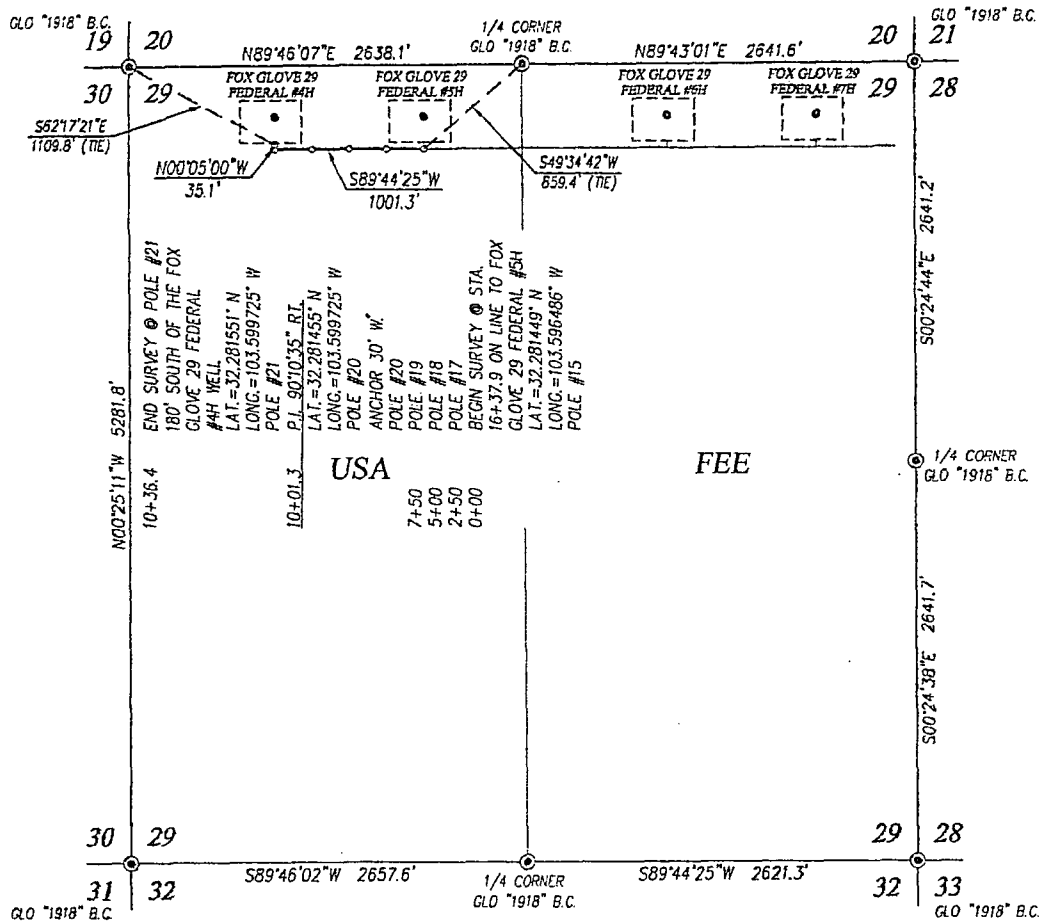 GLO "1918" B.C.
1/4 CORNER
GLO "1918" B.C.
GLO "1918" B.C.
19 20
N89°46'07"E 2638.1'
N89°43'01"E 2641.6'
20 21
30 29
FOX GLOVE 29
FEDERAL #4H
FOX GLOVE 29
FEDERAL #5H
FOX GLOVE 29
FEDERAL #6H
FOX GLOVE 29
FEDERAL #7H
29 28
S62°17'21"E
1109.8' (TIE)
N00°05'00"W
35.1'
S89°44'25"W
1001.3'
S49°34'42"W
859.4' (TIE)
S00°24'44"E 2641.2'
N00°25'11"W 5281.8'
10+36.4 END SURVEY @ POLE #21
180' SOUTH OF THE FOX
GLOVE 29 FEDERAL
#4H WELL
LAT.=32.281551° N
LONG.=103.599725° W
POLE #21
10+01.3 P.I. 90°10'35" RT.
LAT.=32.281455° N
LONG.=103.599725° W
POLE #20
ANCHOR 30' W.
POLE #20
7+50 POLE #19
5+00 POLE #18
2+50 POLE #17
0+00 BEGIN SURVEY @ STA.
16+37.9 ON LINE TO FOX
GLOVE 29 FEDERAL #5H
LAT.=32.281449° N
LONG.=103.596486° W
POLE #15
USA
FEE
1/4 CORNER
GLO "1918" B.C.
S00°24'38"E 2641.7'
30 29
29 28
S89°46'02"W 2657.6'
S89°44'25"W 2621.3'
31 32
1/4 CORNER
GLO "1918" B.C.
32 33
GLO "1918" B.C.
GLO "1918" B.C.